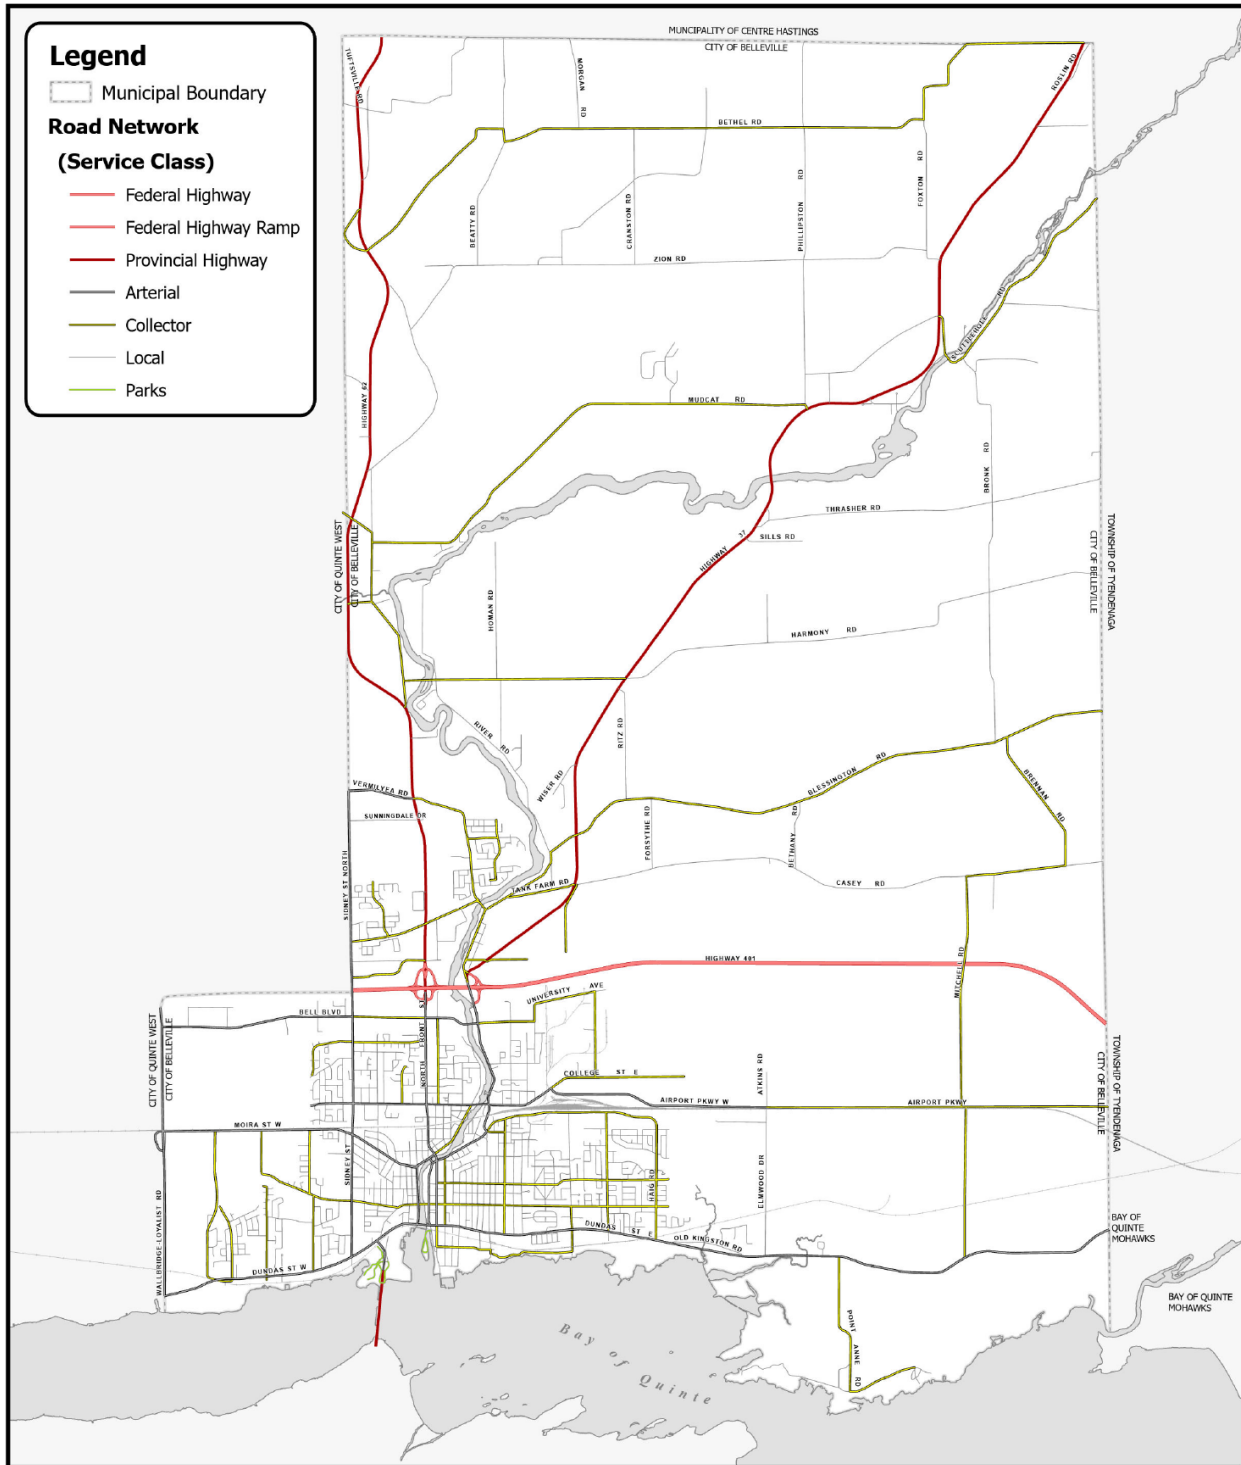 Legend
Municipal Boundary
Road Network
(Service Class)
Federal Highway
Federal Highway Ramp
Provincial Highway
Arterial
Collector
Local
Parks
MUNCIPALITY OF CENTRE HASTINGS
CITY OF BELLEVILLE
TUFTSVILLE RD
MORGAN RD
ROSLIN RD
BETHEL RD
BEATTY RD
CRANSTON RD
PHILLIPSTON RD
FOXTON RD
ZION RD
RD
HIGHWAY 62
MUDCAT RD
BRONK RD
THRASHER RD
SILLS RD
HIGHWAY 37
CITY OF QUINTE WEST
CITY OF BELLEVILLE
TOWNSHIP OF TYENDENAGA
CITY OF BELLEVILLE
HOMAN RD
HARMONY RD
RIVER RD
RITZ RD
WISER RD
BLESSINGTON RD
BRENNAN RD
VERMILYEA RD
SUNNINGDALE DR
FORSYTHE RD
BETHANY RD
TANK FARM RD
CASEY RD
SIDNEY ST NORTH
HIGHWAY 401
MITCHELL RD
UNIVERSITY AVE
BELL BLVD
NORTH FRONT ST
CITY OF QUINTE WEST
CITY OF BELLEVILLE
TOWNSHIP OF TYENDENAGA
CITY OF BELLEVILLE
COLLEGE ST E
ATKINS RD
AIRPORT PKWY W
AIRPORT PKWY
MOIRA ST W
SIDNEY ST
WALLBRIDGE-LOYALIST RD
HAIG RD
ELMWOOD DR
DUNDAS ST E
OLD KINGSTON RD
BAY OF
QUINTE
MOHAWKS
DUNDAS ST W
BAY OF QUINTE
MOHAWKS
POINT ANNE RD
Bay of Quinte